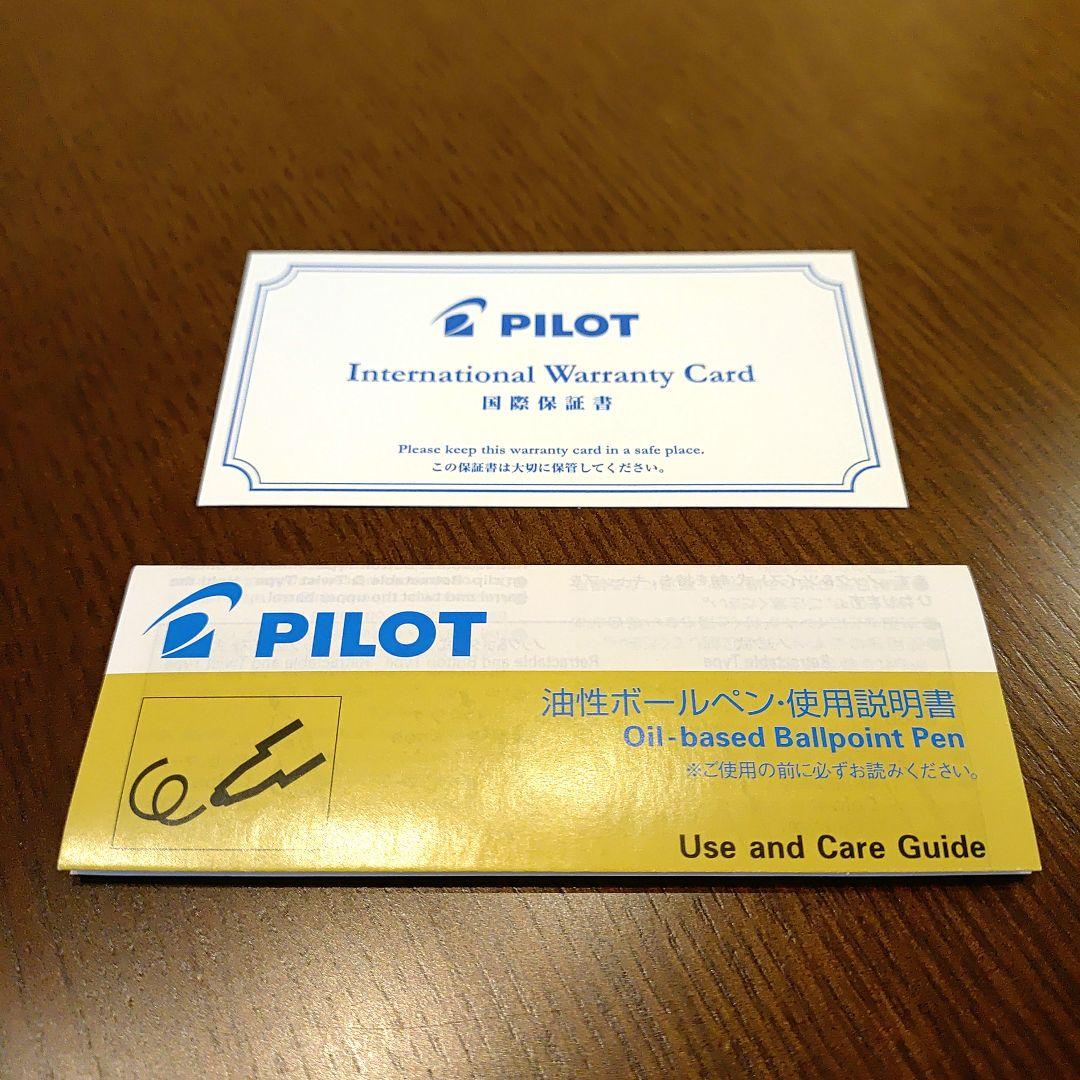 PILOT
International Warranty Card
国際保証書
Please keep this warranty card in a safe place.
この保証書は大切に保管してください。
PILOT
油性ボールペン・使用説明書
Oil-based Ballpoint Pen
※ご使用の前に必ずお読みください。
Use and Care Guide